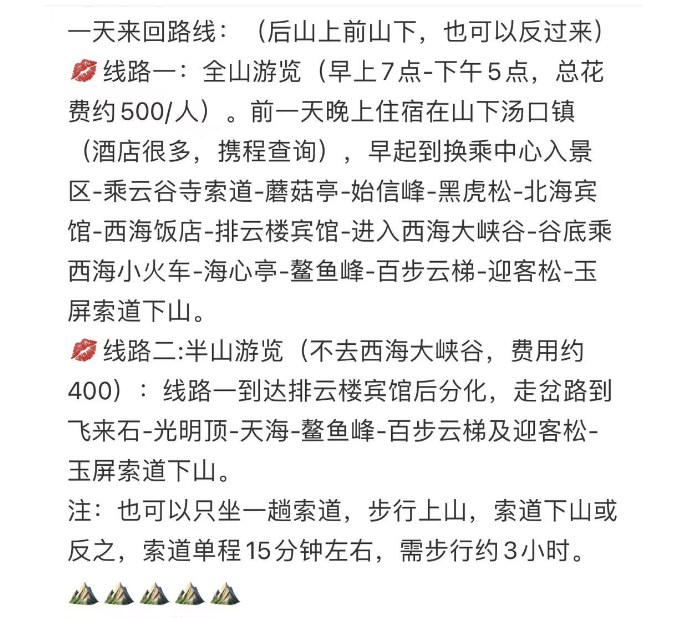 一天来回路线：（后山上前山下，也可以反过来）
💋线路一：全山游览（早上7点-下午5点，总花
费约500/人）。前一天晚上住宿在山下汤口镇
（酒店很多，携程查询），早起到换乘中心入景
区-乘云谷寺索道-蘑菇亭-始信峰-黑虎松-北海宾
馆-西海饭店-排云楼宾馆-进入西海大峡谷-谷底乘
西海小火车-海心亭-鳌鱼峰-百步云梯-迎客松-玉
屏索道下山。
💋线路二:半山游览（不去西海大峡谷，费用约
400）：线路一到达排云楼宾馆后分化，走岔路到
飞来石-光明顶-天海-鳌鱼峰-百步云梯及迎客松-
玉屏索道下山。
注：也可以只坐一趟索道，步行上山，索道下山或
反之，索道单程15分钟左右，需步行约3小时。
⛰️⛰️⛰️⛰️⛰️